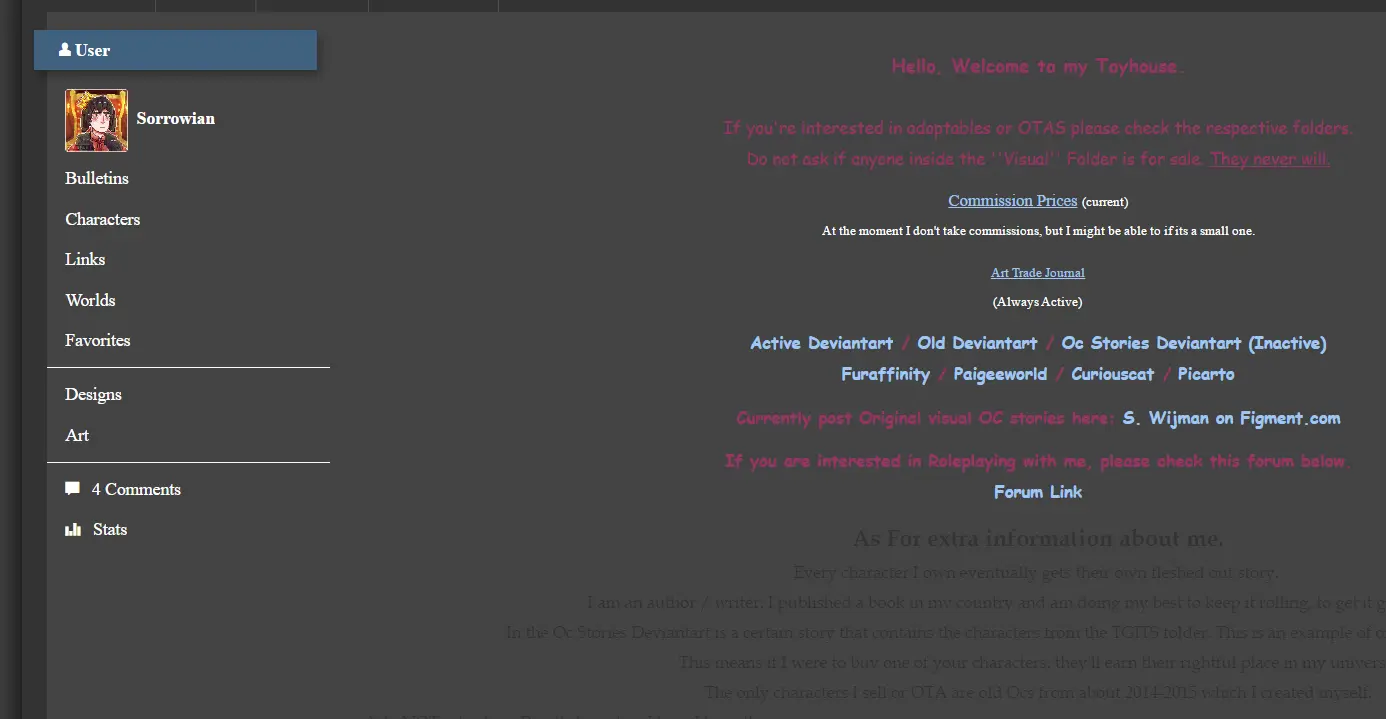 User
Sorrowian
Bulletins
Characters
Links
Worlds
Favorites
Designs
Art
4 Comments
Stats
Hello, Welcome to my Toyhouse.
If you're interested in adoptables or OTAS please check the respective folders.
Do not ask if anyone inside the ''Visual'' Folder is for sale. They never will.
Commission Prices (current)
At the moment I don't take commissions, but I might be able to if its a small one.
Art Trade Journal
(Always Active)
Active Deviantart / Old Deviantart / Oc Stories Deviantart (Inactive)
Furaffinity / Paigeeworld / Curiouscat / Picarto
Currently post Original visual OC stories here: S. Wijman on Figment.com
If you are interested in Roleplaying with me, please check this forum below.
Forum Link
As For extra information about me.
Every character I own eventually gets their own fleshed out story.
I am an author / writer. I published a book in my country and am doing my best to keep it rolling, to get it g
In the Oc Stories Deviantart is a certain story that contains the characters from the TGITS folder. This is an example of
This means if I were to buy one of your characters, they'll earn their rightful place in my univers
The only characters I sell or OTA are old Ocs from about 2014-2015 which I created myself.